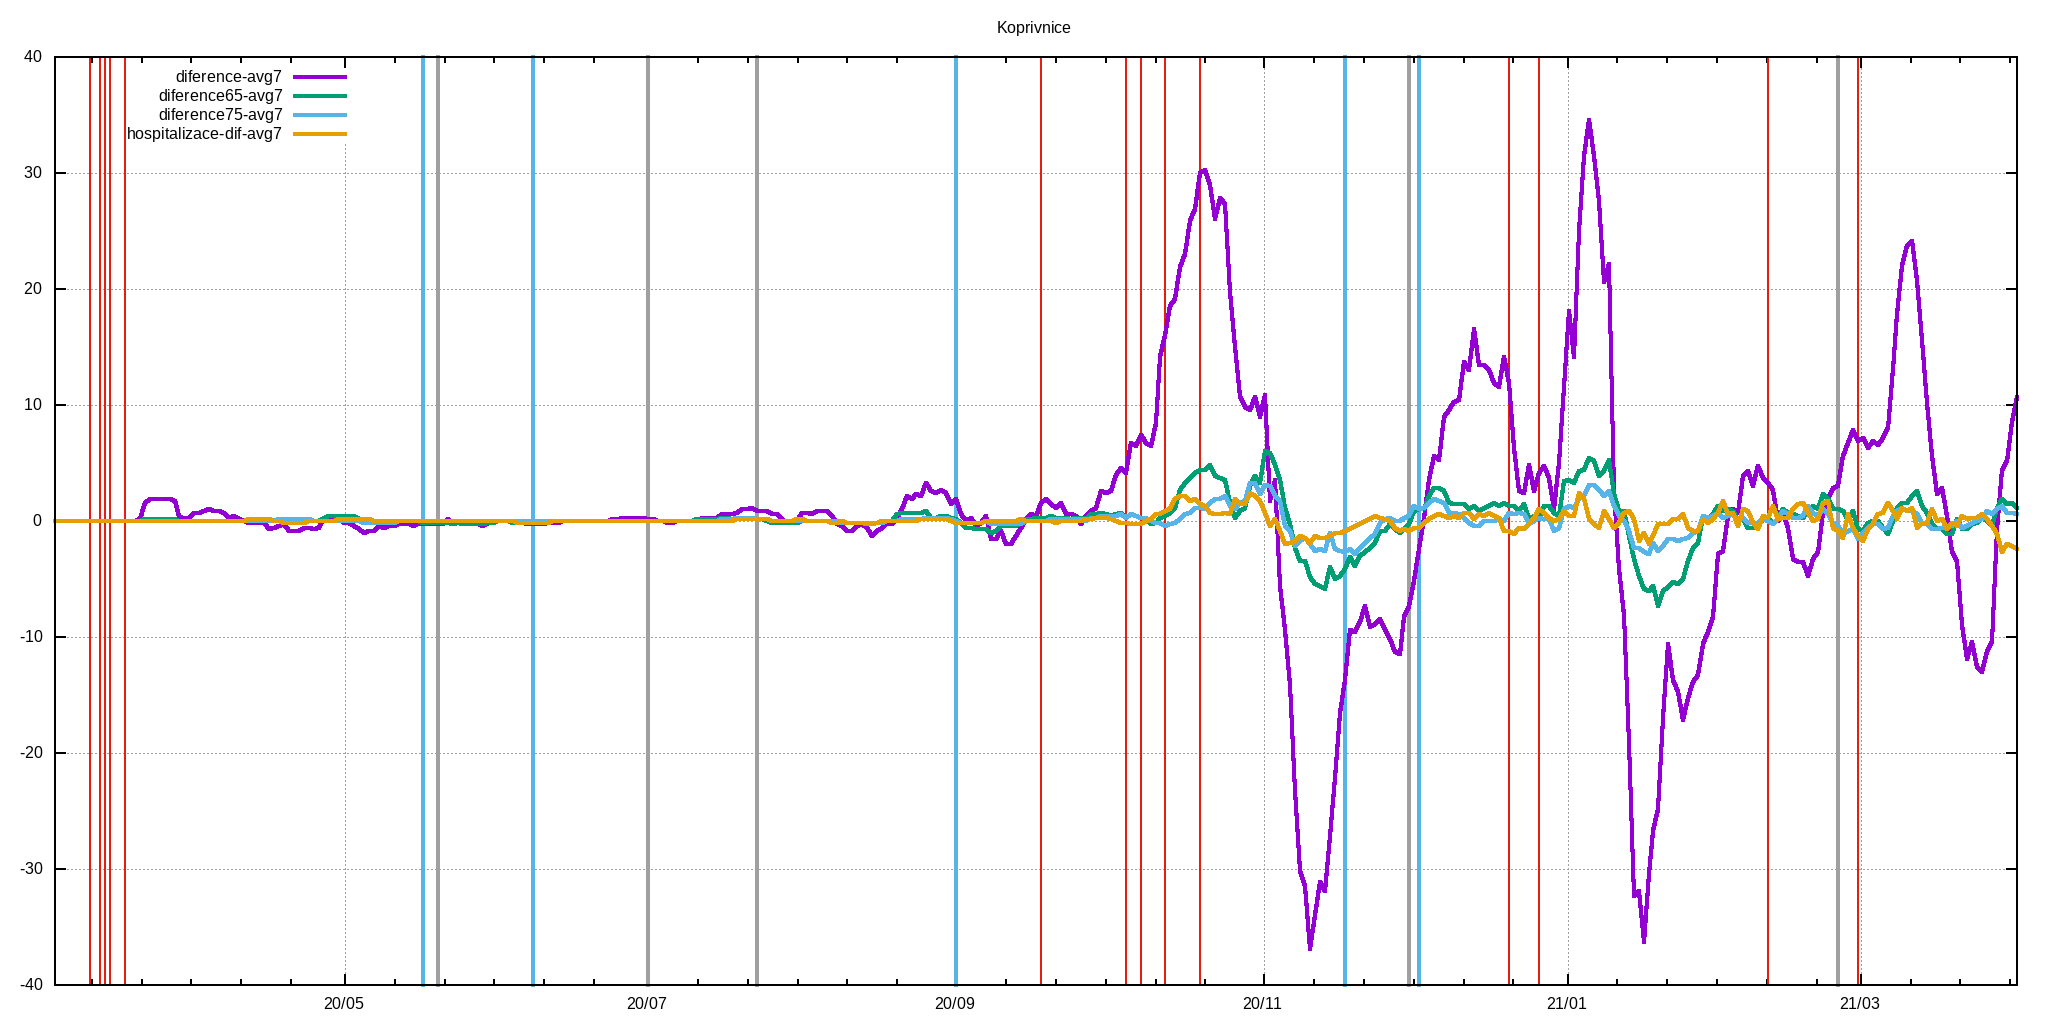 Koprivnice
diference-avg7
diference65-avg7
diference75-avg7
hospitalizace-dif-avg7
40
30
20
10
0
-10
-20
-30
-40
20/05 20/07 20/09 20/11 21/01 21/03